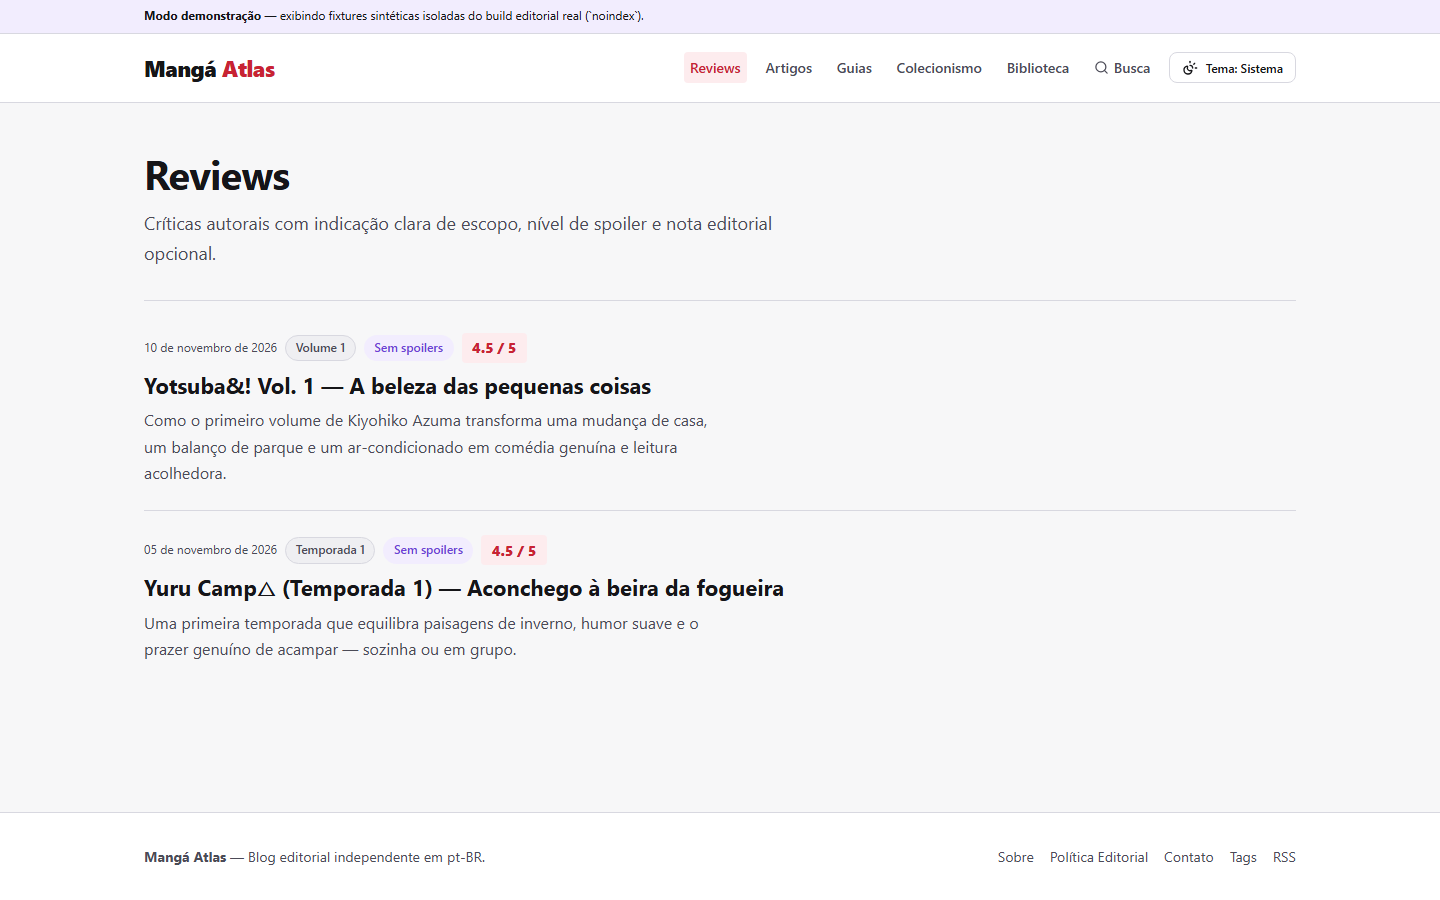 Modo demonstração — exibindo fixtures sintéticas isoladas do build editorial real (`noindex`).
Mangá Atlas
Reviews
Artigos
Guias
Colecionismo
Biblioteca
Busca
Tema: Sistema
Reviews
Críticas autorais com indicação clara de escopo, nível de spoiler e nota editorial
opcional.
10 de novembro de 2026 Volume 1 Sem spoilers 4.5 / 5
Yotsuba&! Vol. 1 — A beleza das pequenas coisas
Como o primeiro volume de Kiyohiko Azuma transforma uma mudança de casa,
um balanço de parque e um ar-condicionado em comédia genuína e leitura
acolhedora.
05 de novembro de 2026 Temporada 1 Sem spoilers 4.5 / 5
Yuru Camp△ (Temporada 1) — Aconchego à beira da fogueira
Uma primeira temporada que equilibra paisagens de inverno, humor suave e o
prazer genuíno de acampar — sozinha ou em grupo.
Mangá Atlas — Blog editorial independente em pt-BR.
Sobre
Política Editorial
Contato
Tags
RSS